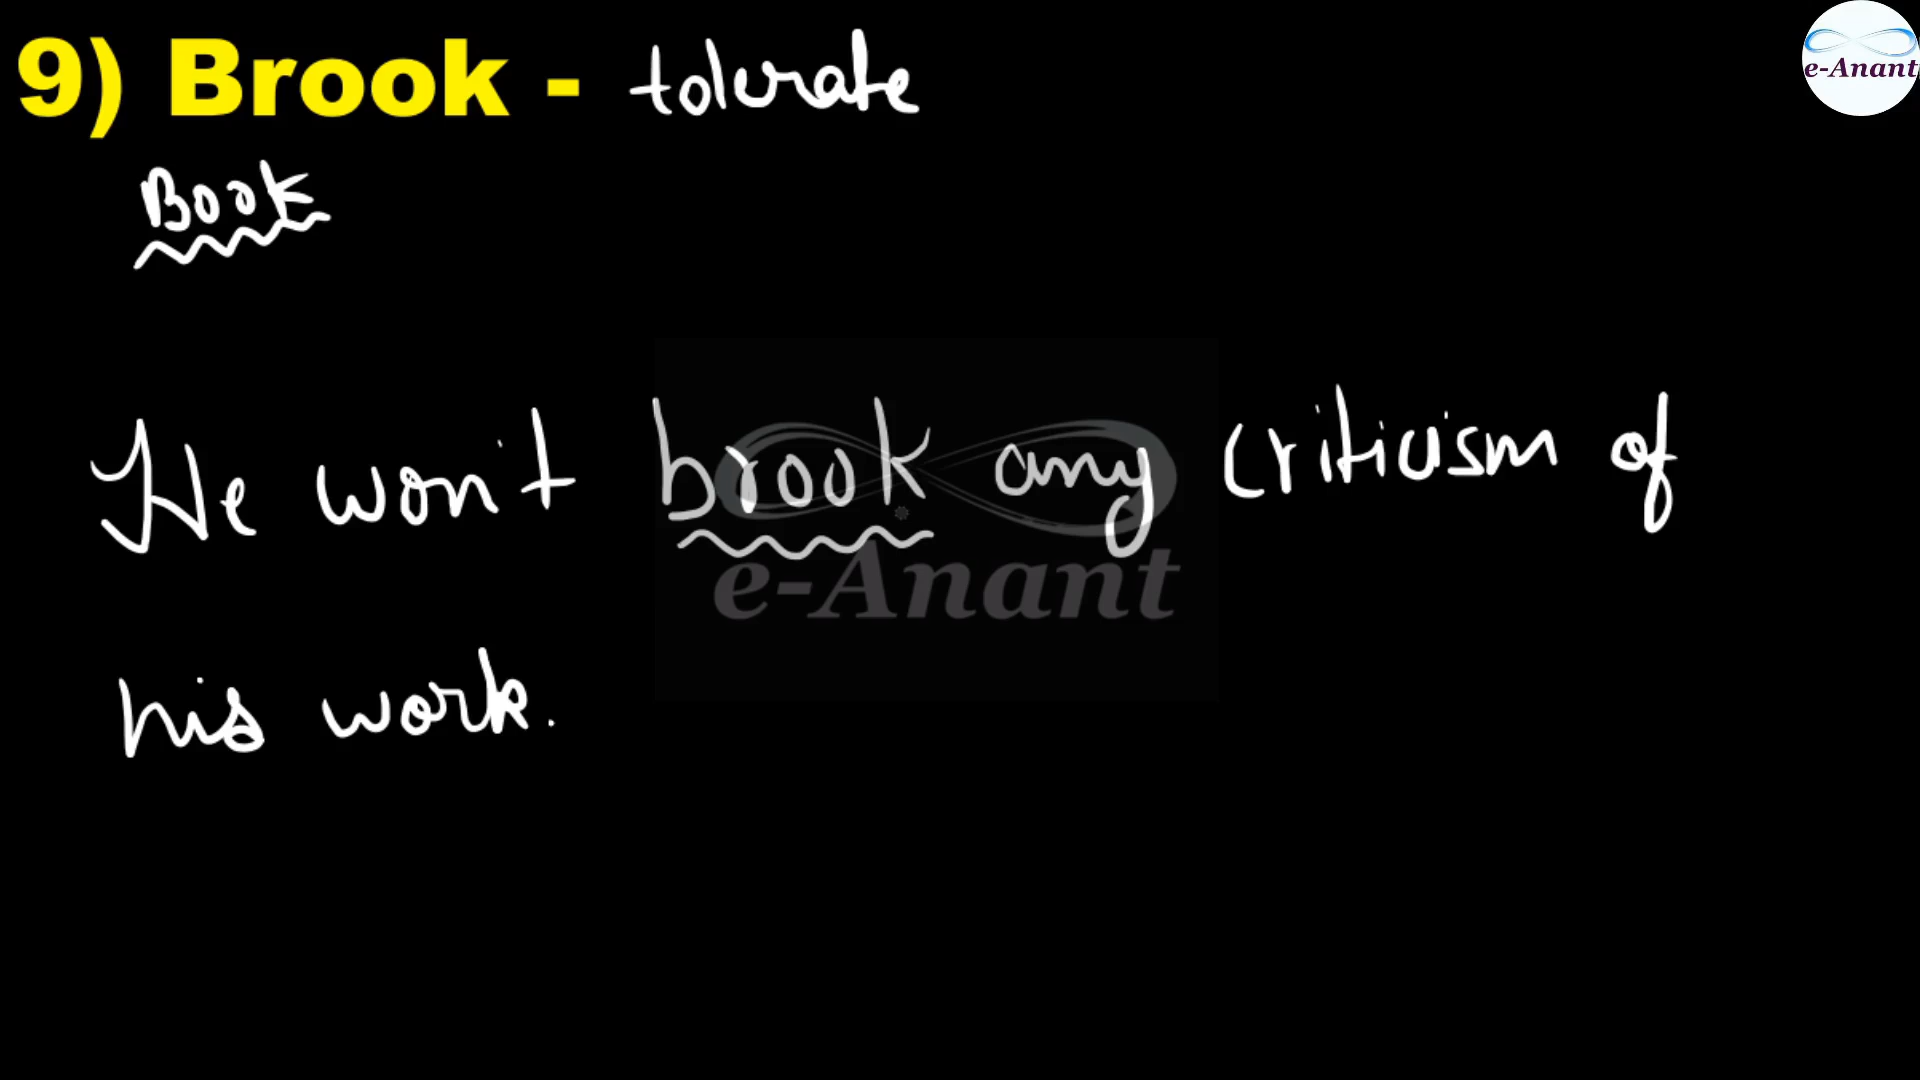 9) Brook - tolerate
e-Anant
Book
He won't brook any criticism of
e-Anant
his work.